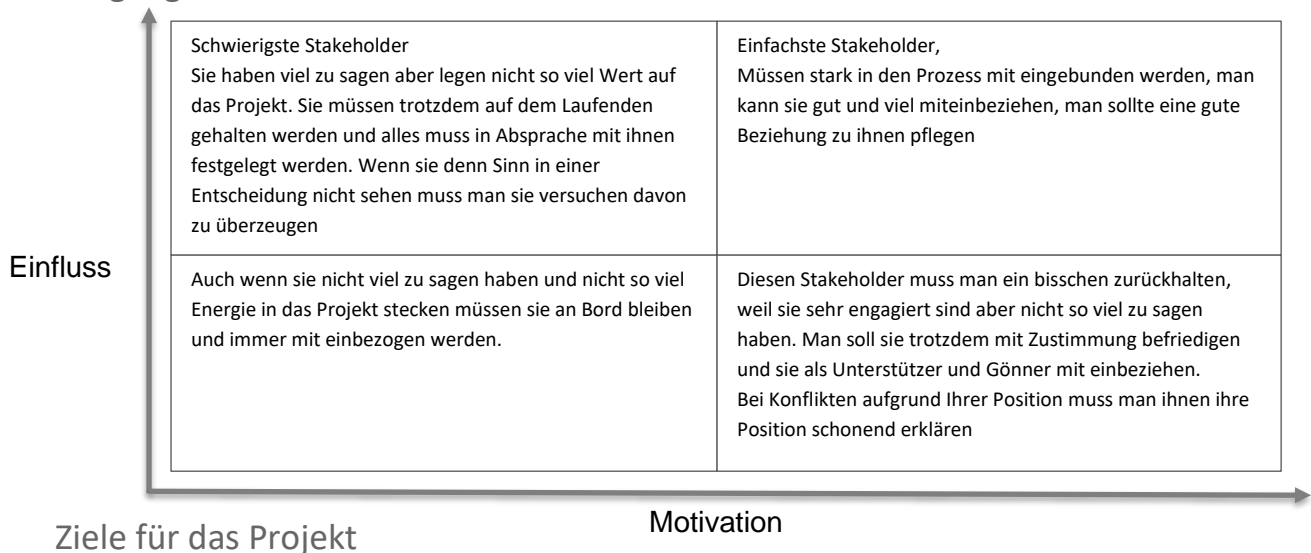 Schwierigste Stakeholder
Sie haben viel zu sagen aber legen nicht so viel Wert auf
das Projekt. Sie müssen trotzdem auf dem Laufenden
gehalten werden und alles muss in Absprache mit ihnen
festgelegt werden. Wenn sie denn Sinn in einer
Entscheidung nicht sehen muss man sie versuchen davon
zu überzeugen
Einfachste Stakeholder,
Müssen stark in den Prozess mit eingebunden werden, man
kann sie gut und viel miteinbeziehen, man sollte eine gute
Beziehung zu ihnen pflegen
Einfluss
Auch wenn sie nicht viel zu sagen haben und nicht so viel
Energie in das Projekt stecken müssen sie an Bord bleiben
und immer mit einbezogen werden.
Diesen Stakeholder muss man ein bisschen zurückhalten,
weil sie sehr engagiert sind aber nicht so viel zu sagen
haben. Man soll sie trotzdem mit Zustimmung befriedigen
und sie als Unterstützer und Gönner mit einbeziehen.
Bei Konflikten aufgrund Ihrer Position muss man ihnen ihre
Position schonend erklären
Motivation
Ziele für das Projekt